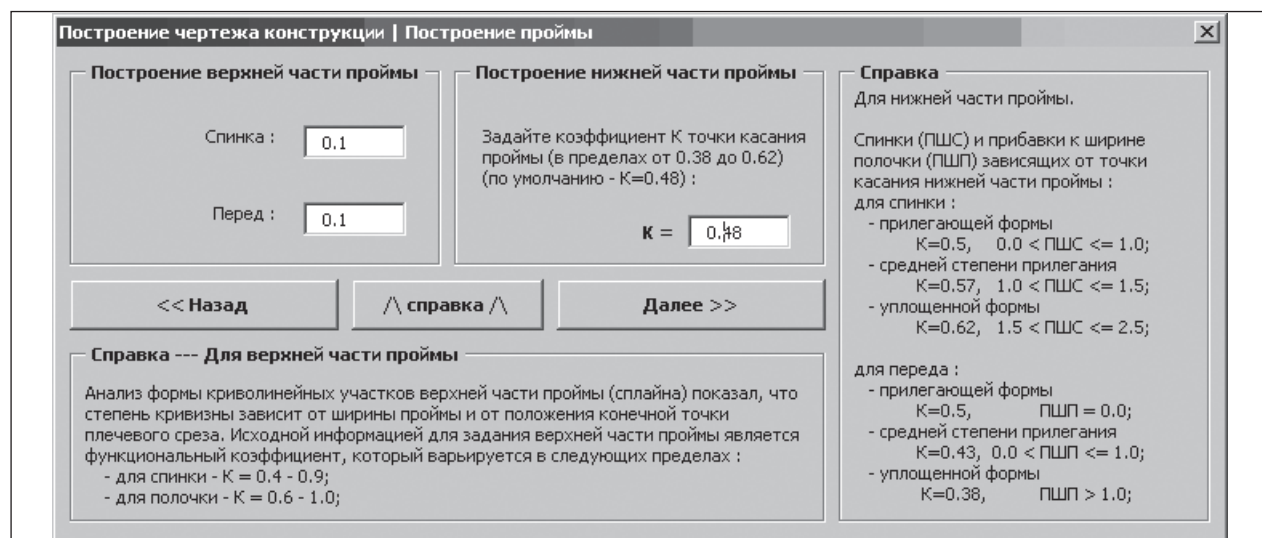 Построение чертежа конструкции | Построение проймы
Построение верхней части проймы
Спинка :
0.1
Перед :
0.1
Построение нижней части проймы
Задайте коэффициент К точки касания
проймы (в пределах от 0.38 до 0.62)
(по умолчанию - К=0.48) :
К =
0.48
<< Назад
/\ справка /\
Далее >>
Справка --- Для верхней части проймы
Анализ формы криволинейных участков верхней части проймы (сплайна) показал, что
степень кривизны зависит от ширины проймы и от положения конечной точки
плечевого среза. Исходной информацией для задания верхней части проймы является
функциональный коэффициент, который варьируется в следующих пределах :
- для спинки - К = 0.4 - 0.9;
- для полочки - К = 0.6 - 1.0;
Справка
Для нижней части проймы.
Спинки (ПШС) и прибавки к ширине
полочки (ПШП) зависящих от точки
касания нижней части проймы :
для спинки :
- прилегающей формы
К=0.5, 0.0 < ПШС <= 1.0;
- средней степени прилегания
К=0.57, 1.0 < ПШС <= 1.5;
- уплощенной формы
К=0.62, 1.5 < ПШС <= 2.5;
для переда :
- прилегающей формы
К=0.5, ПШП = 0.0;
- средней степени прилегания
К=0.43, 0.0 < ПШП <= 1.0;
- уплощенной формы
К=0.38, ПШП > 1.0;